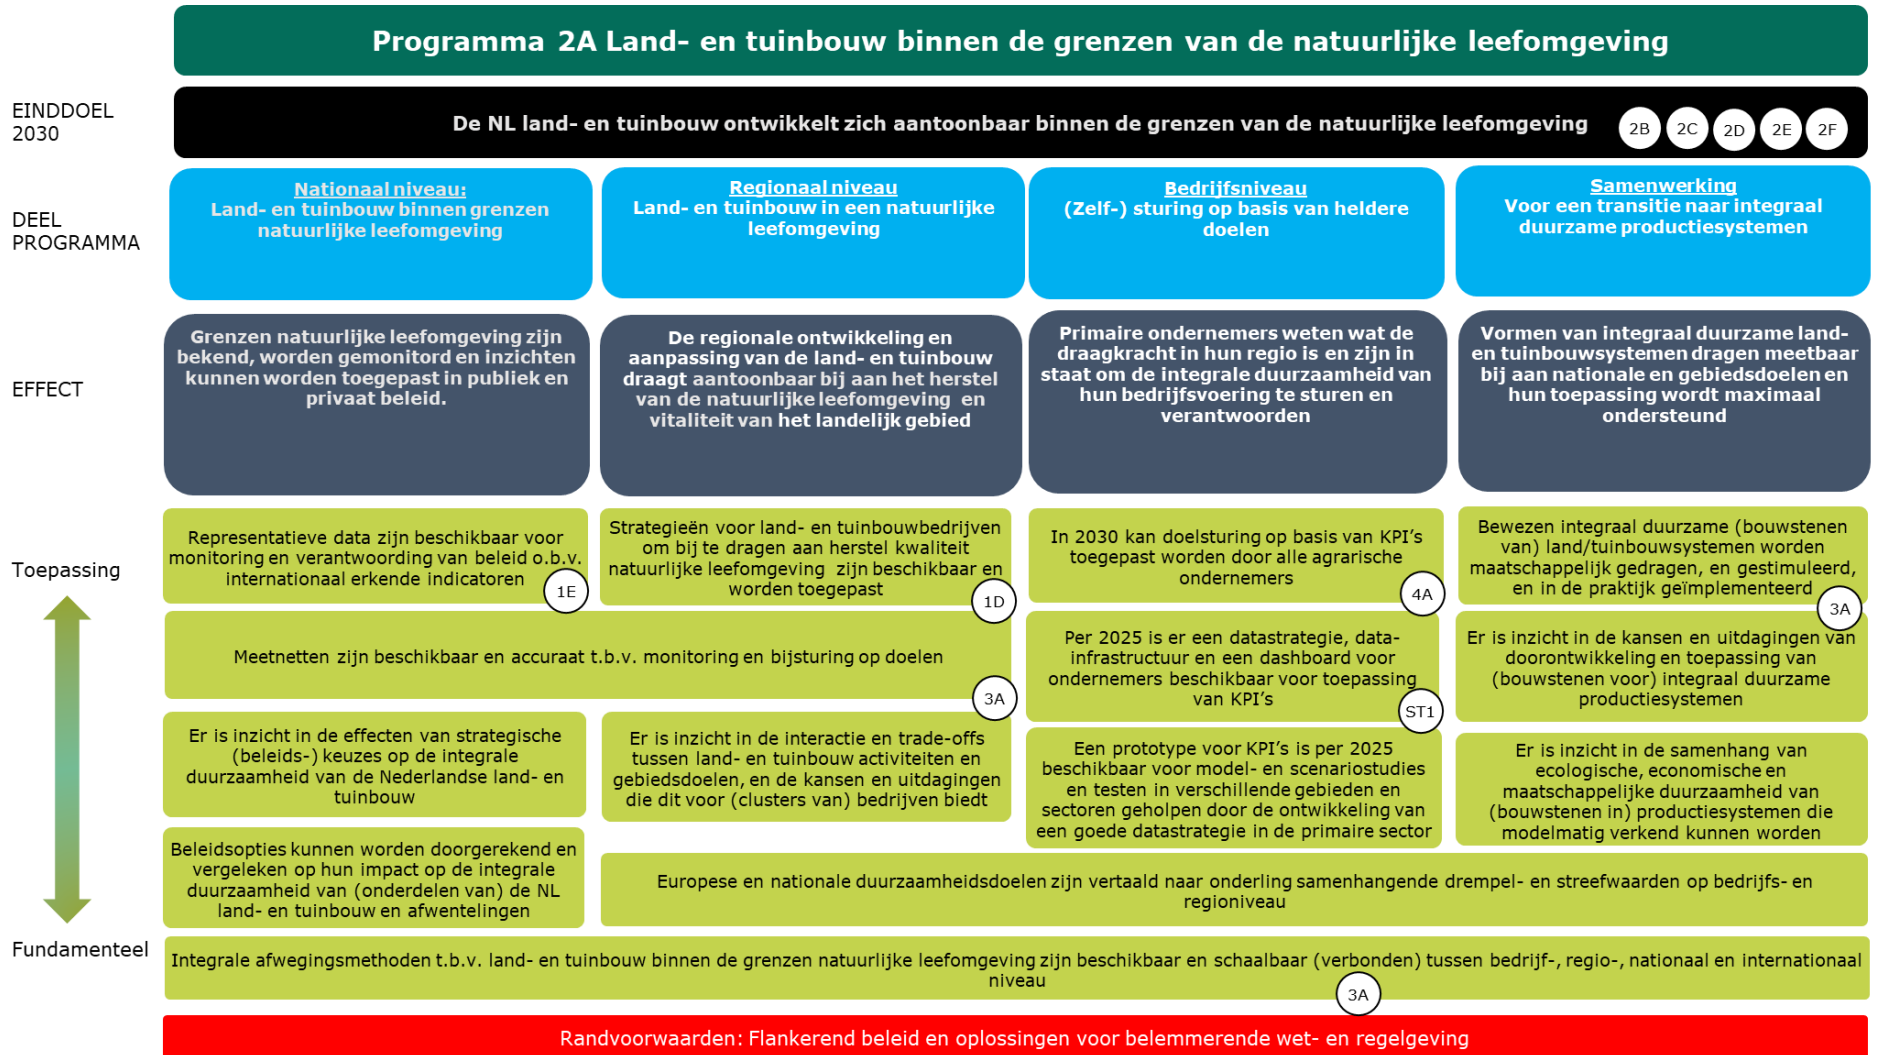 Programma 2A Land- en tuinbouw binnen de grenzen van de natuurlijke leefomgeving
EINDDOEL
2030
De NL land- en tuinbouw ontwikkelt zich aantoonbaar binnen de grenzen van de natuurlijke leefomgeving
2B 2C 2D 2E 2F
DEEL
PROGRAMMA
Nationaal niveau:
Land- en tuinbouw binnen grenzen
natuurlijke leefomgeving
Regionaal niveau
Land- en tuinbouw in een natuurlijke
leefomgeving
Bedrijfsniveau
(Zelf-) sturing op basis van heldere
doelen
Samenwerking
Voor een transitie naar integraal
duurzame productiesystemen
EFFECT
Grenzen natuurlijke leefomgeving zijn
bekend, worden gemonitord en inzichten
kunnen worden toegepast in publiek en
privaat beleid.
De regionale ontwikkeling en
aanpassing van de land- en tuinbouw
draagt aantoonbaar bij aan het herstel
van de natuurlijke leefomgeving en
vitaliteit van het landelijk gebied
Primaire ondernemers weten wat de
draagkracht in hun regio is en zijn in
staat om de integrale duurzaamheid van
hun bedrijfsvoering te sturen en
verantwoorden
Vormen van integraal duurzame land-
en tuinbouwsystemen dragen meetbaar
bij aan nationale en gebiedsdoelen en
hun toepassing wordt maximaal
ondersteund
Toepassing
Representatieve data zijn beschikbaar voor
monitoring en verantwoording van beleid o.b.v.
internationaal erkende indicatoren
1E
Strategieën voor land- en tuinbouwbedrijven
om bij te dragen aan herstel kwaliteit
natuurlijke leefomgeving zijn beschikbaar en
worden toegepast
1D
In 2030 kan doelsturing op basis van KPI’s
toegepast worden door alle agrarische
ondernemers
4A
Bewezen integraal duurzame (bouwstenen
van) land/tuinbouwsystemen worden
maatschappelijk gedragen, en gestimuleerd,
en in de praktijk geïmplementeerd
3A
Meetnetten zijn beschikbaar en accuraat t.b.v. monitoring en bijsturing op doelen
3A
Per 2025 is er een datastrategie, data-
infrastructuur en een dashboard voor
ondernemers beschikbaar voor toepassing
van KPI’s
ST1
Er is inzicht in de kansen en uitdagingen van
doorontwikkeling en toepassing van
(bouwstenen voor) integraal duurzame
productiesystemen
Er is inzicht in de effecten van strategische
(beleids-) keuzes op de integrale
duurzaamheid van de Nederlandse land- en
tuinbouw
Er is inzicht in de interactie en trade-offs
tussen land- en tuinbouw activiteiten en
gebiedsdoelen, en de kansen en uitdagingen
die dit voor (clusters van) bedrijven biedt
Een prototype voor KPI’s is per 2025
beschikbaar voor model- en scenariostudies
en testen in verschillende gebieden en
sectoren geholpen door de ontwikkeling van
een goede datastrategie in de primaire sector
Er is inzicht in de samenhang van
ecologische, economische en
maatschappelijke duurzaamheid van
(bouwstenen in) productiesystemen die
modelmatig verkend kunnen worden
Beleidsopties kunnen worden doorgerekend en
vergeleken op hun impact op de integrale
duurzaamheid van (onderdelen van) de NL
land- en tuinbouw en afwentelingen
Europese en nationale duurzaamheidsdoelen zijn vertaald naar onderling samenhangende drempel- en streefwaarden op bedrijfs- en
regioniveau
Fundamenteel
Integrale afwegingsmethoden t.b.v. land- en tuinbouw binnen de grenzen natuurlijke leefomgeving zijn beschikbaar en schaalbaar (verbonden) tussen bedrijf-, regio-, nationaal en internationaal
niveau
3A
Randvoorwaarden: Flankerend beleid en oplossingen voor belemmerende wet- en regelgeving